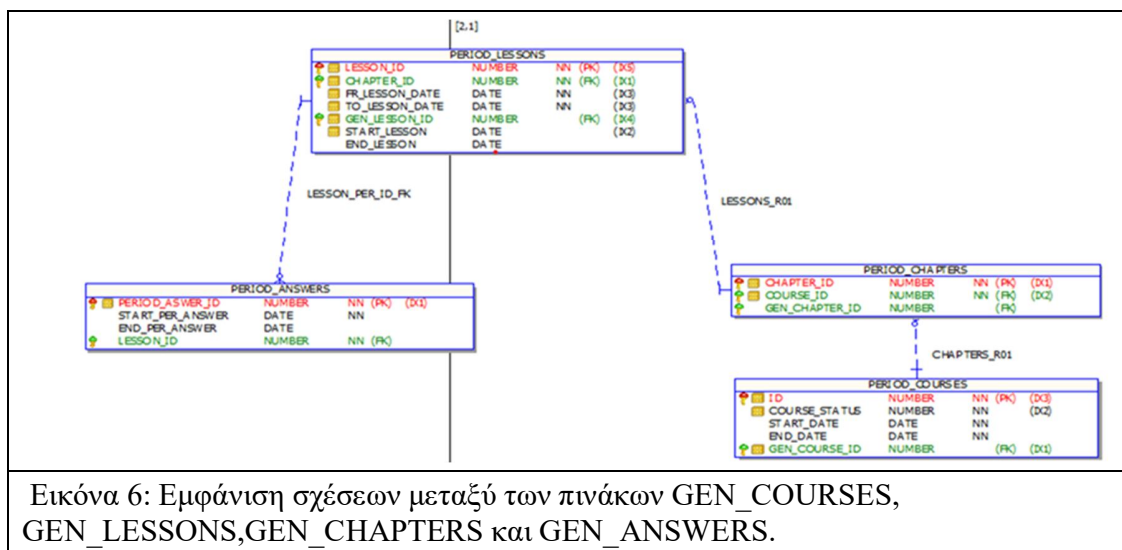 [2,1]
PERIOD_LESSONS
LESSON_ID NUMBER NN (PK) (IX5)
CHAPTER_ID NUMBER NN (FK) (IX1)
FR_LESSON_DATE DATE NN (IX3)
TO_LESSON_DATE DATE NN (IX3)
GEN_LESSON_ID NUMBER (FK) (IX4)
START_LESSON DATE (IX2)
END_LESSON DATE
LESSON_PER_ID_FK
LESSONS_R01
PERIOD_ANSWERS
PERIOD_ASWER_ID NUMBER NN (PK) (IX1)
START_PER_ANSWER DATE NN
END_PER_ANSWER DATE
LESSON_ID NUMBER NN (FK)
PERIOD_CHAPTERS
CHAPTER_ID NUMBER NN (PK) (IX1)
COURSE_ID NUMBER NN (FK) (IX2)
GEN_CHAPTER_ID NUMBER (FK)
CHAPTERS_R01
PERIOD_COURSES
ID NUMBER NN (PK) (IX3)
COURSE_STATUS NUMBER NN (IX2)
START_DATE DATE NN
END_DATE DATE NN
GEN_COURSE_ID NUMBER (FK) (IX1)
Εικόνα 6: Εμφάνιση σχέσεων μεταξύ των πινάκων GEN_COURSES,
GEN_LESSONS,GEN_CHAPTERS και GEN_ANSWERS.